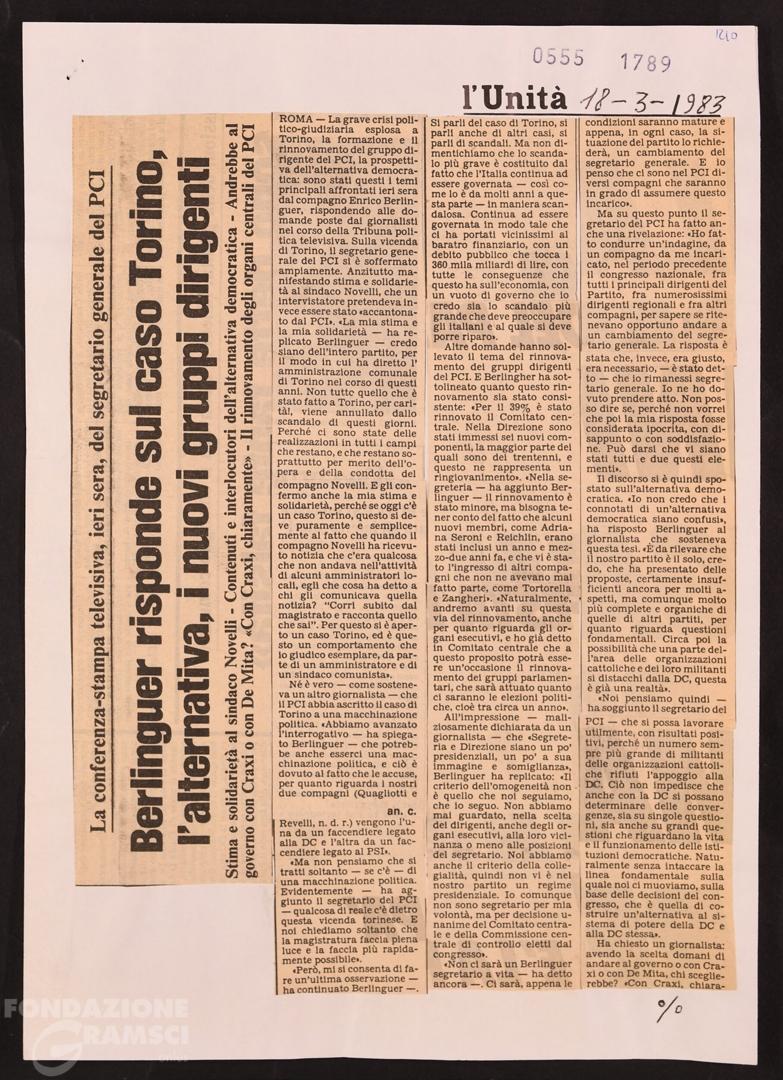 1210
0555 1789
l'Unità 18-3-1983
La conferenza-stampa televisiva, ieri sera, del segretario generale del PCI
Berlinguer risponde sul caso Torino,
l'alternativa, i nuovi gruppi dirigenti
Stima e solidarietà al sindaco Novelli - Contenuti e interlocutori dell'alternativa democratica - Andrebbe al
governo con Craxi o con De Mita? «Con Craxi, chiaramente» - Il rinnovamento degli organi centrali del PCI
ROMA — La grave crisi poli-
tico-giudiziaria esplosa a
Torino, la formazione e il
rinnovamento del gruppo di-
rigente del PCI, la prospetti-
va dell'alternativa democra-
tica: sono stati questi i temi
principali affrontati ieri sera
dal compagno Enrico Berlin-
guer, rispondendo alle do-
mande poste dai giornalisti
nel corso della Tribuna poli-
tica televisiva. Sulla vicenda
di Torino, il segretario gene-
rale del PCI si è soffermato
ampiamente. Anzitutto ma-
nifestando stima e solidarie-
tà al sindaco Novelli, che un
intervistatore pretendeva in-
vece essere stato «accantona-
to dal PCI». «La mia stima e
la mia solidarietà — ha re-
plicato Berlinguer — credo
siano dell'intero partito, per
il modo in cui ha diretto l'
amministrazione comunale
di Torino nel corso di questi
anni. Non tutto quello che è
stato fatto a Torino, per cari-
tà!, viene annullato dallo
scandalo di questi giorni.
Perché ci sono state delle
realizzazioni in tutti i campi
che restano, e che restano so-
prattutto per merito dell'o-
pera e della condotta del
compagno Novelli. E gli con-
fermo anche la mia stima e
solidarietà, perché se oggi c'è
un caso Torino, questo si de-
ve puramente e semplice-
mente al fatto che quando il
compagno Novelli ha ricevu-
to notizia che c'era qualcosa
che non andava nell'attività
di alcuni amministratori lo-
cali, egli che cosa ha detto a
chi gli comunicava quella
notizia? "Corri subito dal
magistrato e racconta quello
che sai". Per questo si è aper-
to un caso Torino, ed è que-
sto un comportamento che
io giudico esemplare, da par-
te di un amministratore e di
un sindaco comunista».
Né è vero — come sostene-
va un altro giornalista — che
il PCI abbia ascritto il caso di
Torino a una macchinazione
politica. «Abbiamo avanzato
l'interrogativo — ha spiega-
to Berlinguer — che potreb-
be anche esserci una mac-
chinazione politica, e ciò è
dovuto al fatto che le accuse,
per quanto riguarda i nostri
due compagni (Quagliotti e
an. c.
Revelli, n. d. r.) vengono l'u-
na da un faccendiere legato
alla DC e l'altra da un fac-
cendiere legato al PSI».
«Ma non pensiamo che si
tratti soltanto — se c'è — di
una macchinazione politica.
Evidentemente — ha ag-
giunto il segretario del PCI
— qualcosa di reale c'è dietro
questa vicenda torinese. E
noi chiediamo soltanto che
la magistratura faccia piena
luce e la faccia più rapida-
mente possibile».
«Però, mi si consenta di fa-
re un'ultima osservazione —
ha continuato Berlinguer —.
Si parli del caso di Torino, si
parli anche di altri casi, si
parli di scandali. Ma non di-
mentichiamo che lo scanda-
lo più grave è costituito dal
fatto che l'Italia continua ad
essere governata — così co-
me lo è da molti anni a que-
sta parte — in maniera scan-
dalosa. Continua ad essere
governata in modo tale che
ci ha portati vicinissimi al
baratro finanziario, con un
debito pubblico che tocca i
360 mila miliardi di lire, con
tutte le conseguenze che
questo ha sull'economia, con
un vuoto di governo che io
credo sia lo scandalo più
grande che deve preoccupare
gli italiani e al quale si deve
porre riparo».
Altre domande hanno sol-
levato il tema del rinnova-
mento dei gruppi dirigenti
del PCI. E Berlingher ha sot-
tolineato quanto questo rin-
novamento sia stato consi-
stente: «Per il 39% è stato
rinnovato il Comitato centra-
le. Nella Direzione sono
stati immessi sei nuovi com-
ponenti, la maggior parte dei
quali sono dei trentenni, e
questo ne rappresenta un
ringiovanimento». «Nella se-
greteria — ha aggiunto Ber-
linguer — il rinnovamento è
stato minore, ma bisogna te-
ner conto del fatto che alcuni
nuovi membri, come Adria-
na Seroni e Reichlin, erano
stati inclusi un anno e mez-
zo-due anni fa, e che vi è sta-
to l'ingresso di altri compa-
gni che non ne avevano mai
fatto parte, come Tortorella
e Zangheri». «Naturalmente,
andremo avanti su questa
via del rinnovamento, anche
per quanto riguarda gli or-
gani esecutivi, e ho già detto
in Comitato centrale che a
questo proposito potrà esse-
re un'occasione il rinnova-
mento dei gruppi parlamen-
tari, che sarà attuato quanto
ci saranno le elezioni politi-
che, cioè tra circa un anno».
All'impressione — mali-
ziosamente dichiarata da un
giornalista — che «Segrete-
ria e Direzione siano un po'
presidenziali, un po' a sua
immagine e somiglianza»,
Berlinguer ha replicato: «Il
criterio dell'omogeneità non
è quello che noi seguiamo,
che io seguo. Non abbiamo
mai guardato, nella scelta
dei dirigenti, anche degli or-
gani esecutivi, alla loro vici-
nanza o meno alle posizioni
del segretario. Noi abbiamo
anche il criterio della colle-
gialità, quindi non vi è nel
nostro partito un regime
presidenziale. Io comunque
non sono segretario per mia
volontà, ma per decisione u-
nanime del Comitato centra-
le e della Commissione cen-
trale di controllo eletti dal
congresso».
«Non ci sarà un Berlinguer
segretario a vita — ha detto
ancora —. Ci sarà, appena le
condizioni saranno mature e
appena, in ogni caso, la si-
tuazione del partito lo richie-
derà, un cambiamento del
segretario generale. E io
penso che ci sono nel PCI di-
versi compagni che saranno
in grado di assumere questo
incarico».
Ma su questo punto il se-
gretario del PCI ha fatto an-
che una rivelazione: «Ho fat-
to condurre un'indagine, da
un compagno da me incari-
cato, nel periodo precedente
il congresso nazionale, fra
tutti i principali dirigenti del
Partito, fra numerosissimi
dirigenti regionali e fra altri
compagni, per sapere se rite-
nevano opportuno andare a
un cambiamento del segre-
tario generale. La risposta è
stata che, invece, era giusto,
era necessario, — è stato det-
to — che io rimanessi segre-
tario generale. Io ne ho do-
vuto prendere atto. Non pos-
so dire se, perché non vorrei
che poi la mia risposta fosse
considerata ipocrita, con di-
sappunto o con soddisfazio-
ne. Può darsi che vi siano
stati tutti e due questi ele-
menti».
Il discorso si è quindi spo-
stato sull'alternativa demo-
cratica. «Io non credo che i
connotati di un'alternativa
democratica siano confusi»,
ha risposto Berlinguer al
giornalista che sosteneva
questa tesi. «È da rilevare che
il nostro partito è il solo, cre-
do, che ha presentato delle
proposte, certamente insuf-
ficienti ancora per molti a-
spetti, ma comunque molto
più complete e organiche di
quelle di altri partiti, per
quanto riguarda questioni
fondamentali. Circa poi la
possibilità che una parte del-
l'area delle organizzazioni
cattoliche e dei loro militanti
si distacchi dalla DC, questa
è già una realtà».
«Noi pensiamo quindi —
ha soggiunto il segretario del
PCI — che si possa lavorare
utilmente, con risultati posi-
tivi, perché un numero sem-
pre più grande di militanti
delle organizzazioni cattoli-
che rifiuti l'appoggio alla
DC. Ciò non impedisce che
anche con la DC si possano
determinare delle conver-
genze, sia su singole questio-
ni, sia anche su grandi que-
stioni che riguardano la vita
e il funzionamento delle isti-
tuzioni democratiche. Natu-
ralmente senza intaccare la
linea fondamentale sulla
quale noi ci muoviamo, sulla
base delle decisioni del con-
gresso, che è quella di co-
struire un'alternativa al si-
stema di potere della DC e
alla DC stessa».
Ha chiesto un giornalista:
avendo la scelta domani di
andare al governo o con Cra-
xi o con De Mita, chi scieglie-
rebbe? «Con Craxi, chiara-
%
FONDAZIONE
GRAMSCI
onlus